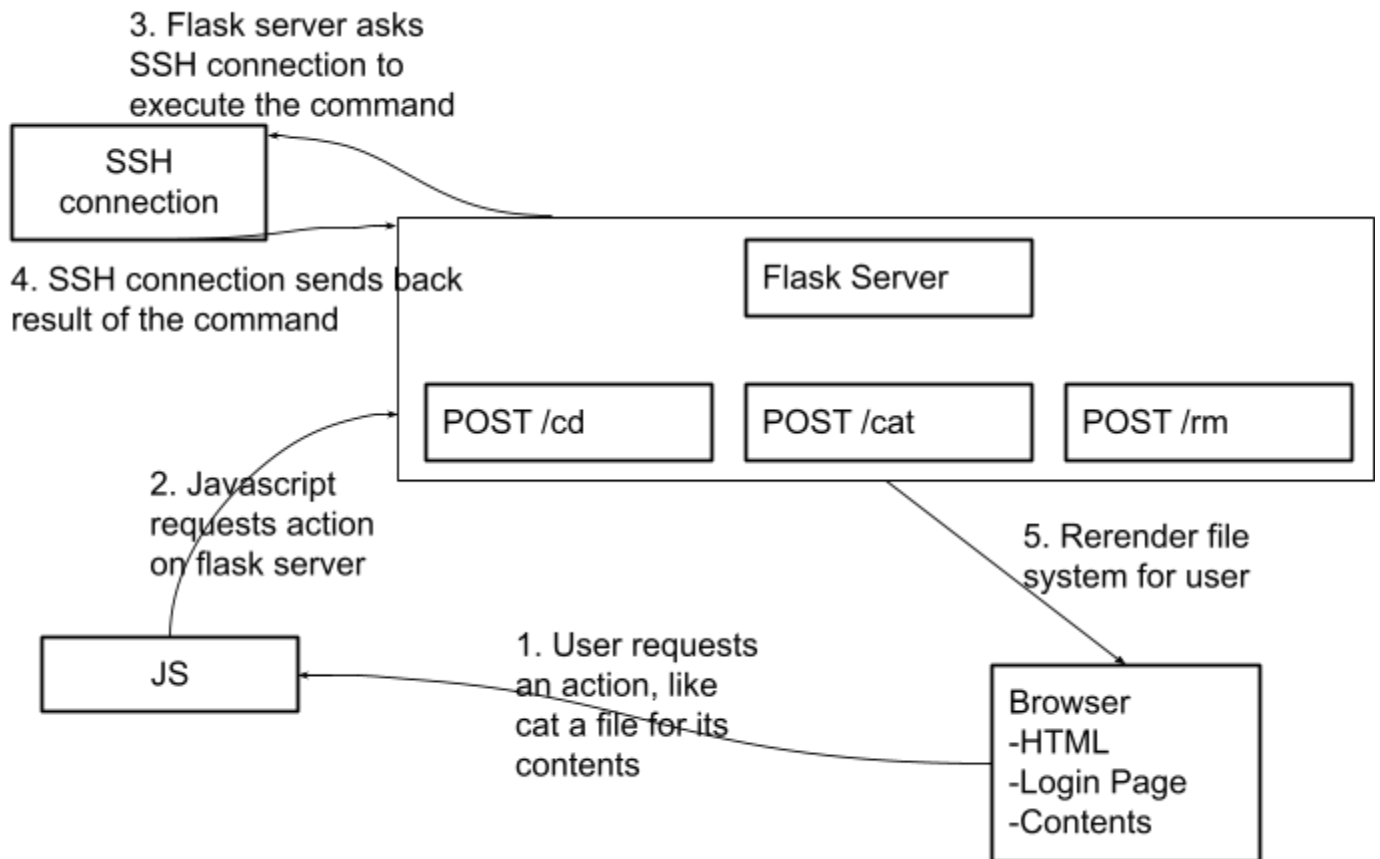 3. Flask server asks
SSH connection to
execute the command
SSH
connection
4. SSH connection sends back
result of the command
Flask Server
POST /cd
POST /cat
POST /rm
2. Javascript
requests action
on flask server
5. Rerender file
system for user
JS
1. User requests
an action, like
cat a file for its
contents
Browser
-HTML
-Login Page
-Contents